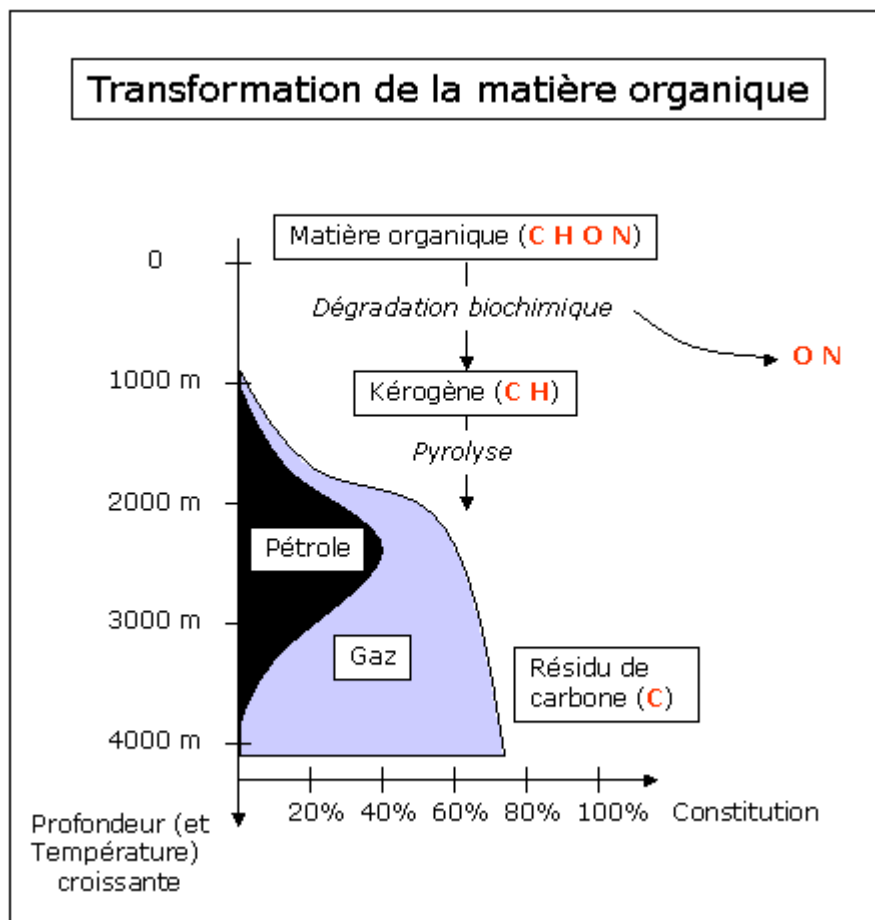 Transformation de la matière organique
Matière organique (C H O N)
0
Dégradation biochimique
O N
1000 m
Kérogène (C H)
Pyrolyse
2000 m
Pétrole
3000 m
Gaz
Résidu de
carbone (C)
4000 m
20% 40% 60% 80% 100% Constitution
Profondeur (et
Température)
croissante